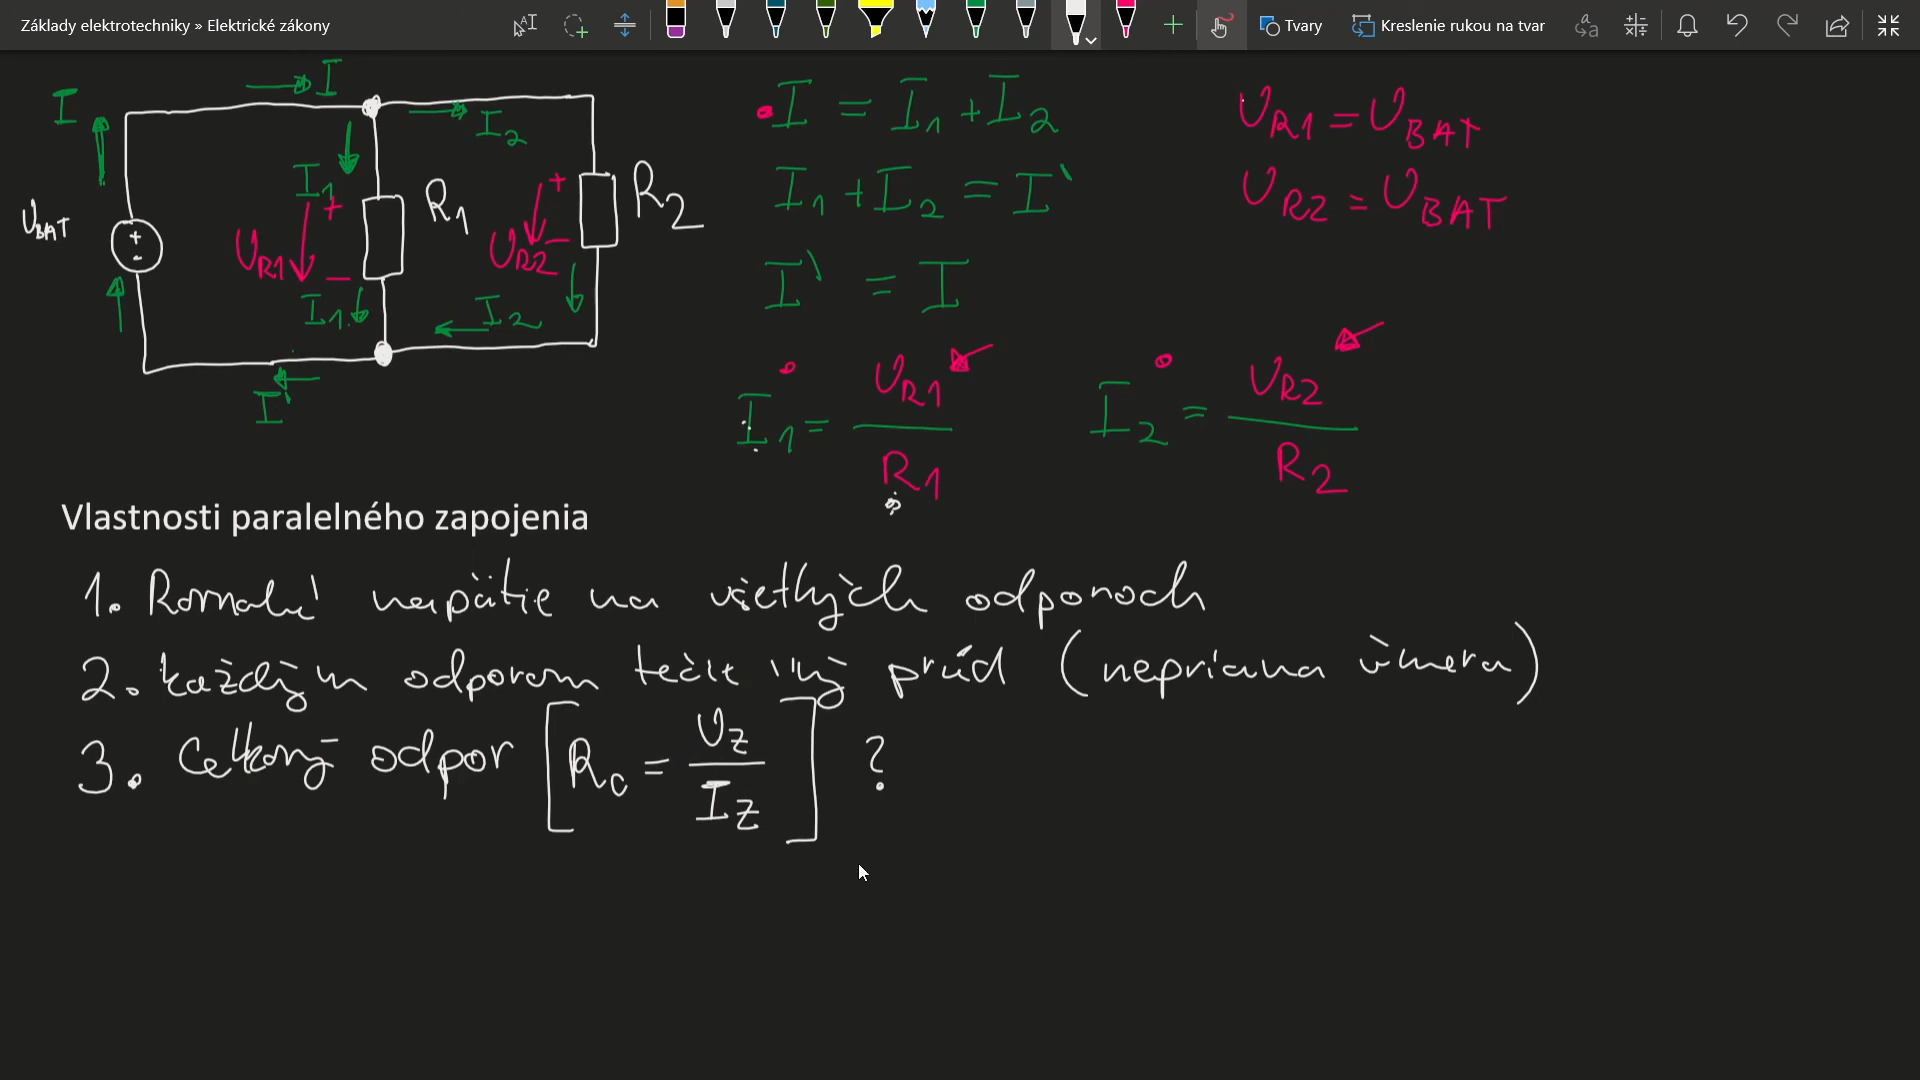 Základy elektrotechniky » Elektrické zákony
Tvary
Kreslenie rukou na tvar
I
I
I2
I1
R1
R2
UBAT
+
-
UR1
+
−
UR2
+
−
I1
I2
I'
I = I1 + I2
I1 + I2 = I'
I' = I
UR1 = UBAT
UR2 = UBAT
I1 = UR1 / R1
I2 = UR2 / R2
Vlastnosti paralelného zapojenia
1. Rovnaké napätie na všetkých odporoch
2. každým odporom tečie iný prúd (nepriama úmera)
3. Celkový odpor [Rc = UZ / IZ] ?